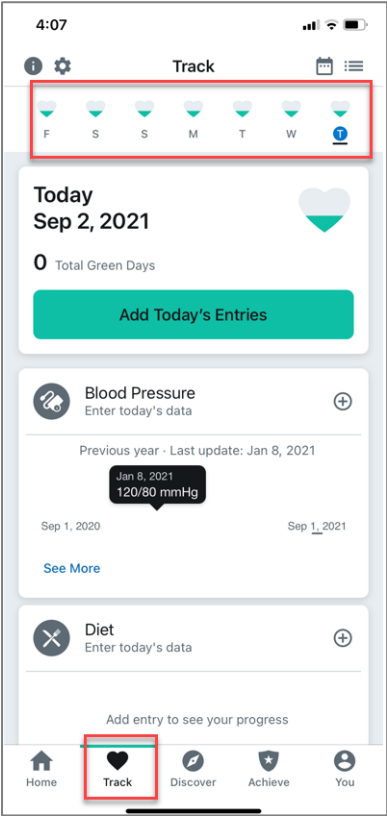 4:07
Track
F S S M T W T
Today
Sep 2, 2021
0 Total Green Days
Add Today's Entries
Blood Pressure
Enter today's data
Previous year · Last update: Jan 8, 2021
Jan 8, 2021
120/80 mmHg
Sep 1, 2020 Sep 1, 2021
See More
Diet
Enter today's data
Add entry to see your progress
Home Track Discover Achieve You